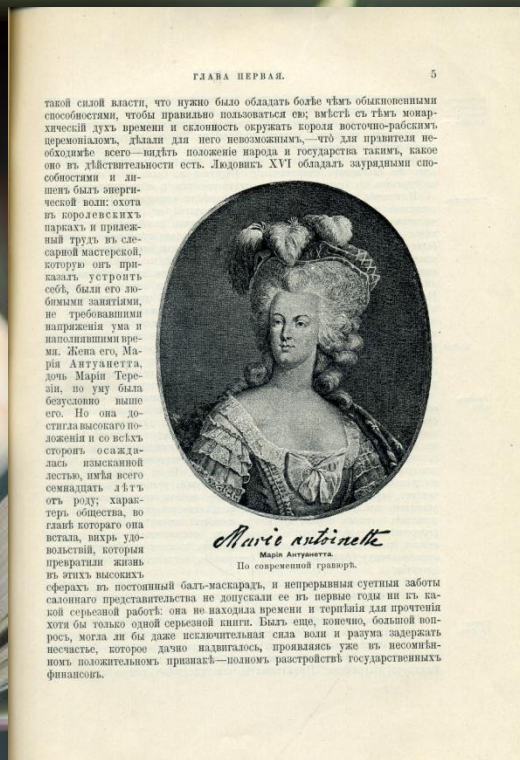 ГЛАВА ПЕРВАЯ.
5
такой силой власти, что нужно было обладать болѣе чѣмъ обыкновенными
способностями, чтобы правильно пользоваться ею; вмѣстѣ съ тѣмъ монар-
хическій духъ времени и склонность окружать короля восточно-рабскимъ
церемоніаломъ, дѣлали для него невозможнымъ,—что̀ для правителя не-
обходимѣе всего—видѣть положеніе народа и государства такимъ, какое
оно въ дѣйствительности есть. Людовикъ XVI обладалъ заурядными спо-
собностями и ли-
шенъ былъ энерги-
ческой воли: охота
въ королевскихъ
паркахъ и прилеж-
ный трудъ въ сле-
сарной мастерской,
которую онъ при-
казалъ устроить
себѣ, были его лю-
бимыми занятіями,
не требовавшими
напряженія ума и
наполнявшими вре-
мя. Жена его, Ма-
рія Антуанетта,
дочь Маріи Тере-
зіи, по уму была
безусловно выше
его. Но она до-
стигла высокаго по-
ложенія и со всѣхъ
сторонъ осажда-
лась изысканной
лестью, имѣя всего
семнадцать лѣтъ
отъ роду; харак-
теръ общества, во
главѣ котораго она
встала, вихрь удо-
вольствій, которыя
превратили жизнь
въ этихъ высокихъ
Marie antoinette
Марія Антуанетта.
По современной гравюрѣ.
сферахъ въ постоянный балъ-маскарадъ, и непрерывныя суетныя заботы
салоннаго представительства не допускали ее въ первые годы ни къ ка-
кой серьезной работѣ: она не находила времени и терпѣнія для прочтенія
хотя бы только одной серьезной книги. Былъ еще, конечно, большой воп-
росъ, могла ли бы даже исключительная сила воли и разума задержать
несчастье, которое давно надвигалось, проявляясь уже въ несомнѣн-
номъ положительномъ признакѣ—полномъ разстройствѣ государственныхъ
финансовъ.